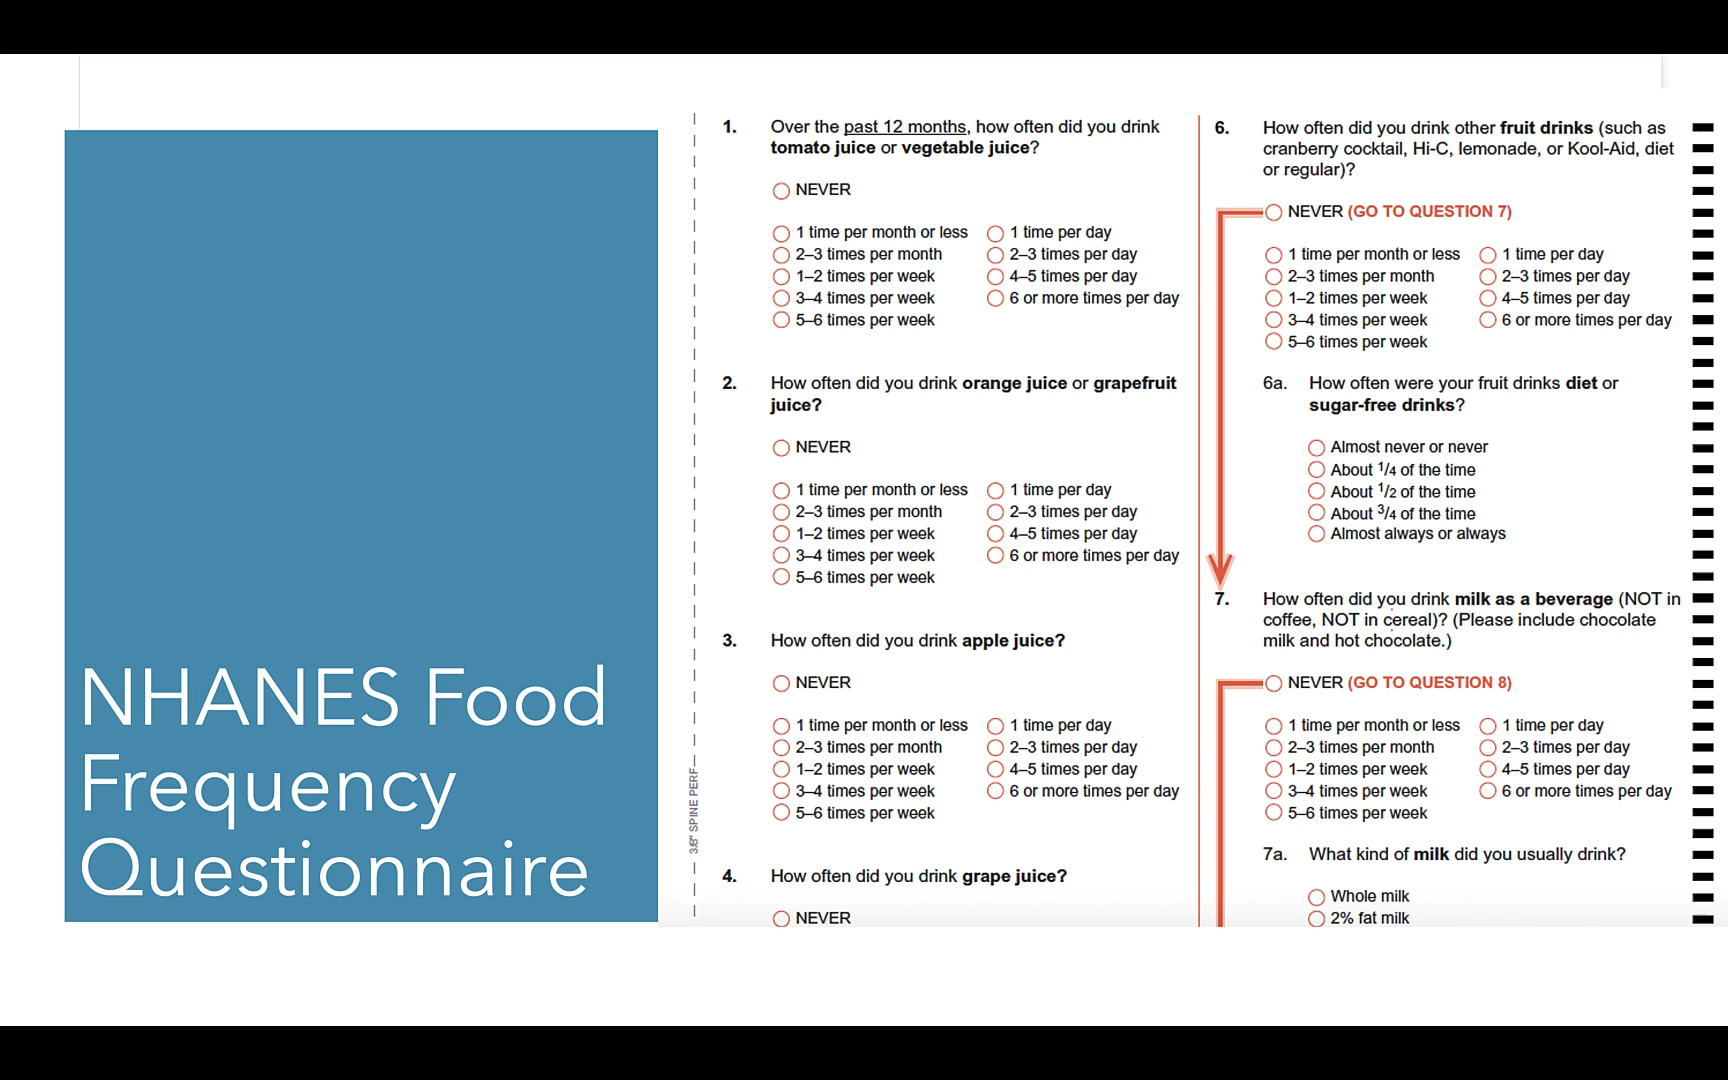 NHANES Food
Frequency
Questionnaire
3/8" SPINE PERF
1. Over the past 12 months, how often did you drink
tomato juice or vegetable juice?
NEVER
1 time per month or less
2–3 times per month
1–2 times per week
3–4 times per week
5–6 times per week
1 time per day
2–3 times per day
4–5 times per day
6 or more times per day
2. How often did you drink orange juice or grapefruit
juice?
NEVER
1 time per month or less
2–3 times per month
1–2 times per week
3–4 times per week
5–6 times per week
1 time per day
2–3 times per day
4–5 times per day
6 or more times per day
3. How often did you drink apple juice?
NEVER
1 time per month or less
2–3 times per month
1–2 times per week
3–4 times per week
5–6 times per week
1 time per day
2–3 times per day
4–5 times per day
6 or more times per day
4. How often did you drink grape juice?
NEVER
6. How often did you drink other fruit drinks (such as
cranberry cocktail, Hi-C, lemonade, or Kool-Aid, diet
or regular)?
NEVER (GO TO QUESTION 7)
1 time per month or less
2–3 times per month
1–2 times per week
3–4 times per week
5–6 times per week
1 time per day
2–3 times per day
4–5 times per day
6 or more times per day
6a. How often were your fruit drinks diet or
sugar-free drinks?
Almost never or never
About 1/4 of the time
About 1/2 of the time
About 3/4 of the time
Almost always or always
7. How often did you drink milk as a beverage (NOT in
coffee, NOT in cereal)? (Please include chocolate
milk and hot chocolate.)
NEVER (GO TO QUESTION 8)
1 time per month or less
2–3 times per month
1–2 times per week
3–4 times per week
5–6 times per week
1 time per day
2–3 times per day
4–5 times per day
6 or more times per day
7a. What kind of milk did you usually drink?
Whole milk
2% fat milk